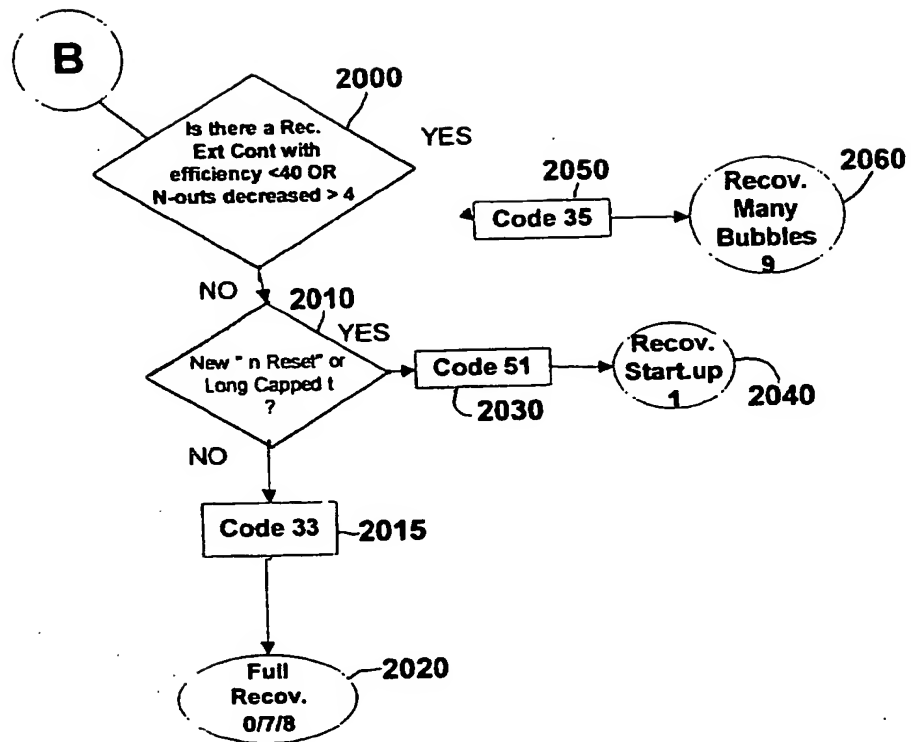 B
2000
Is there a Rec.
Ext Cont with
efficiency <40 OR
N-outs decreased > 4
YES
2050
Code 35
2060
Recov.
Many
Bubbles
9
NO
2010
YES
New " n Reset" or
Long Capped t
?
Code 51
2030
Recov.
Start.up
1
2040
NO
Code 33
2015
Full
Recov.
0/7/8
2020